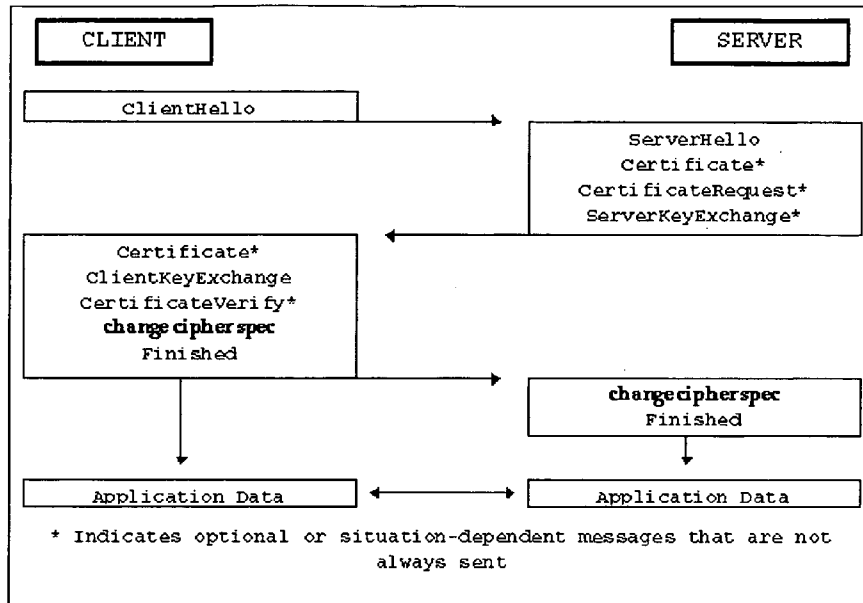 CLIENT
SERVER
ClientHello
ServerHello
Certificate*
CertificateRequest*
ServerKeyExchange*
Certificate*
ClientKeyExchange
CertificateVerify*
changecipherspec
Finished
changecipherspec
Finished
Application Data
Application Data
* Indicates optional or situation-dependent messages that are not
always sent